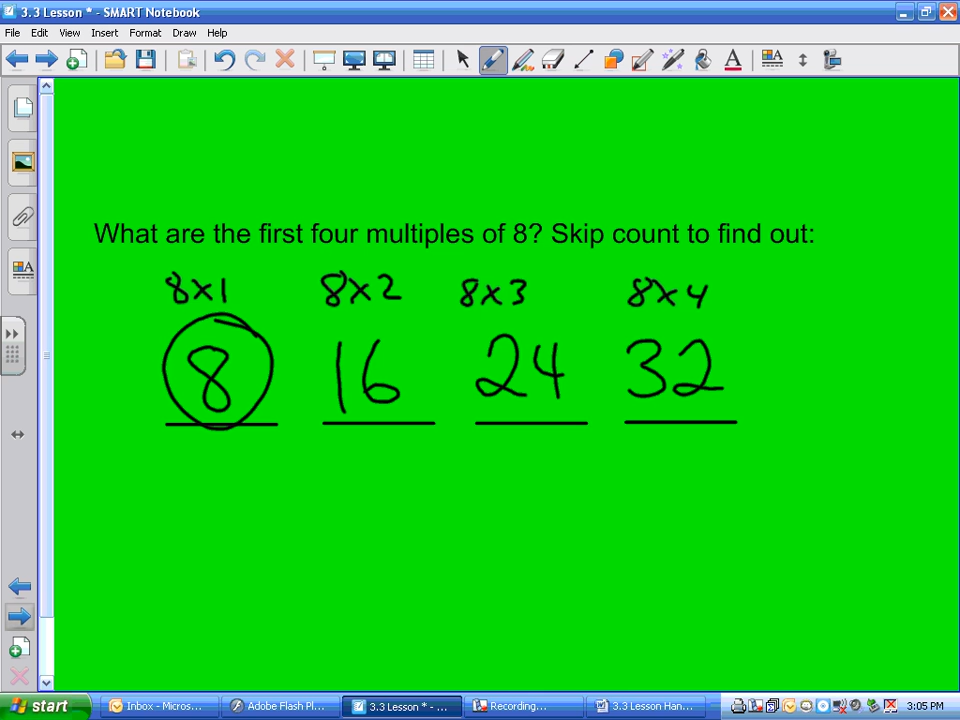 3.3 Lesson * - SMART Notebook
File Edit View Insert Format Draw Help
What are the first four multiples of 8? Skip count to find out:
8x1 8x2 8x3 8x4
8 16 24 32
start Inbox - Micros... Adobe Flash Pl... 3.3 Lesson * - ... Recording... 3.3 Lesson Han... 3:05 PM